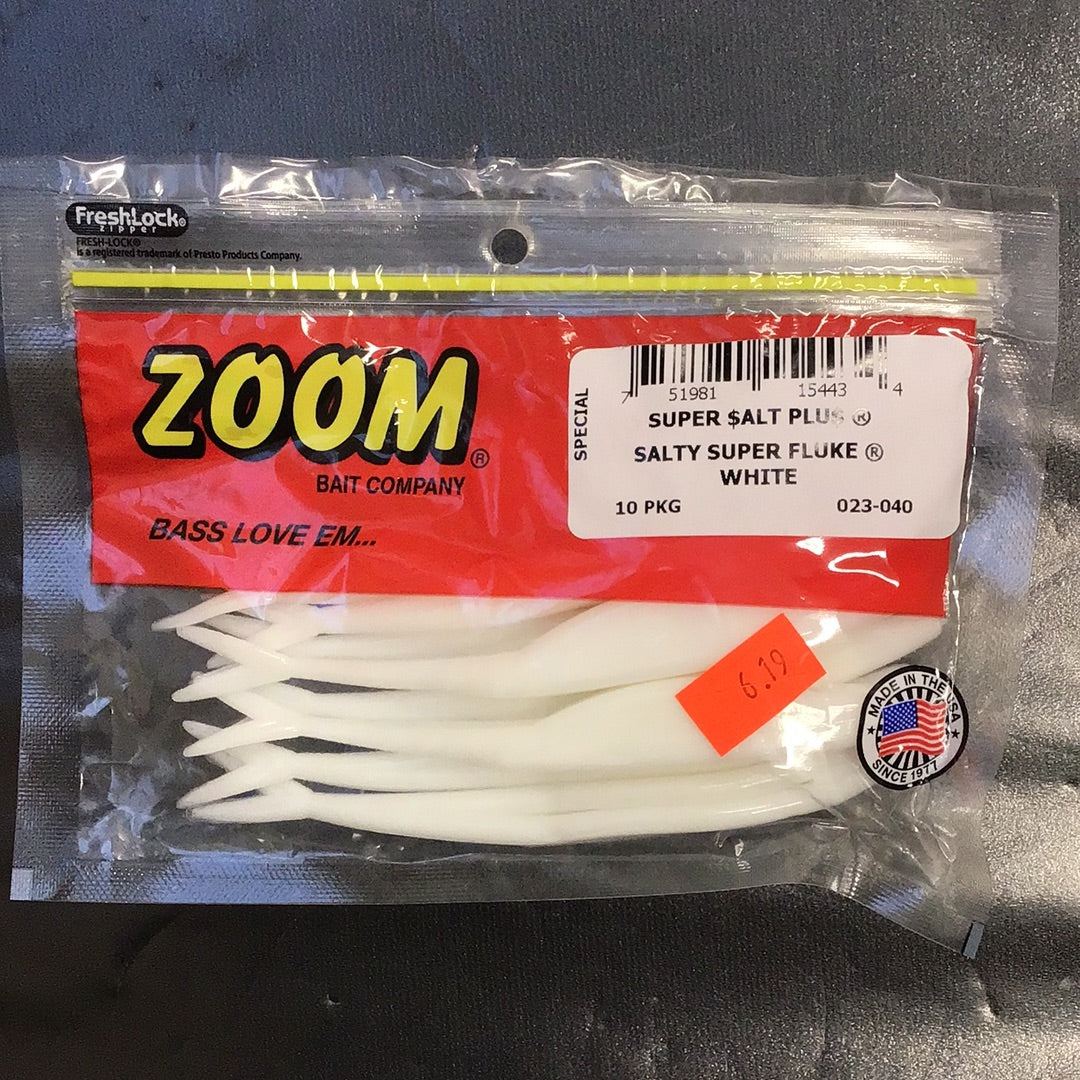 FreshLock®
zipper
FRESH-LOCK®
is a registered trademark of Presto Products Company.
ZOOM®
BAIT COMPANY
BASS LOVE EM...
SPECIAL
7 51981 15443 4
SUPER $ALT PLUS ®
SALTY SUPER FLUKE ®
WHITE
10 PKG 023-040
6.19
MADE IN THE USA
SINCE 1977